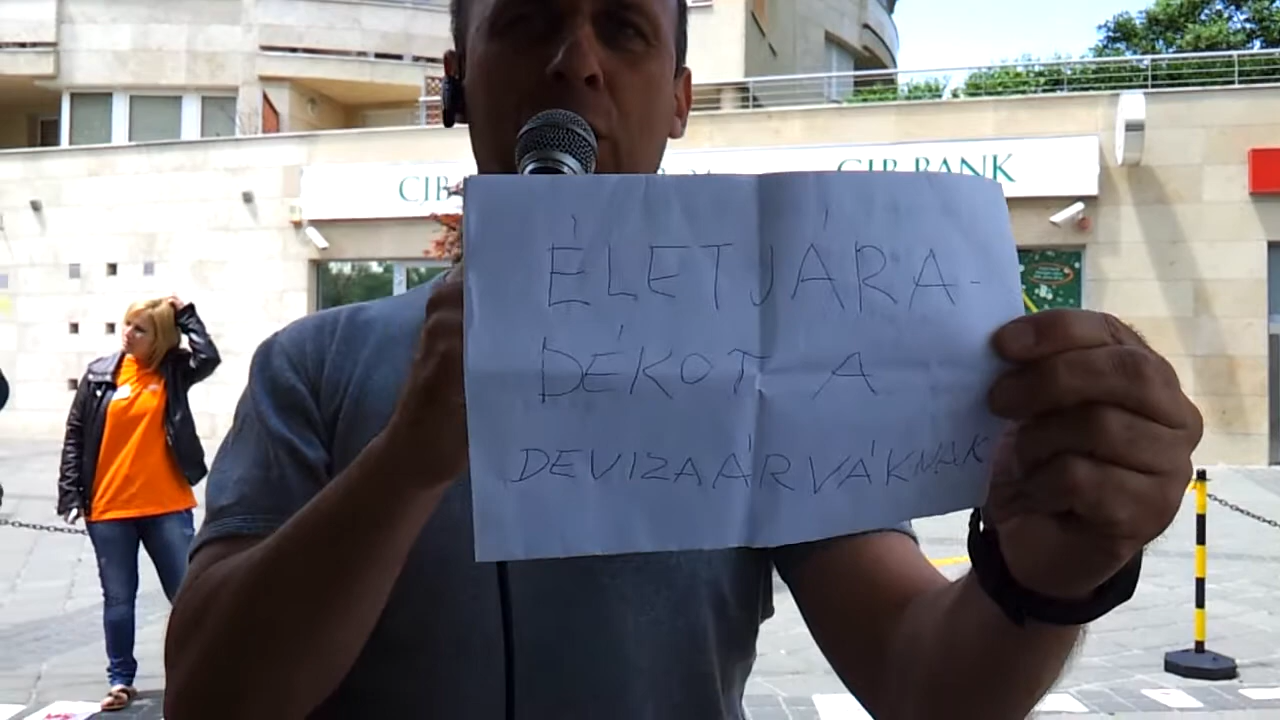 CIB
CIB BANK
ÉLETJÁRA-
DÉKOT A
DEVIZAÁRVÁKNAK